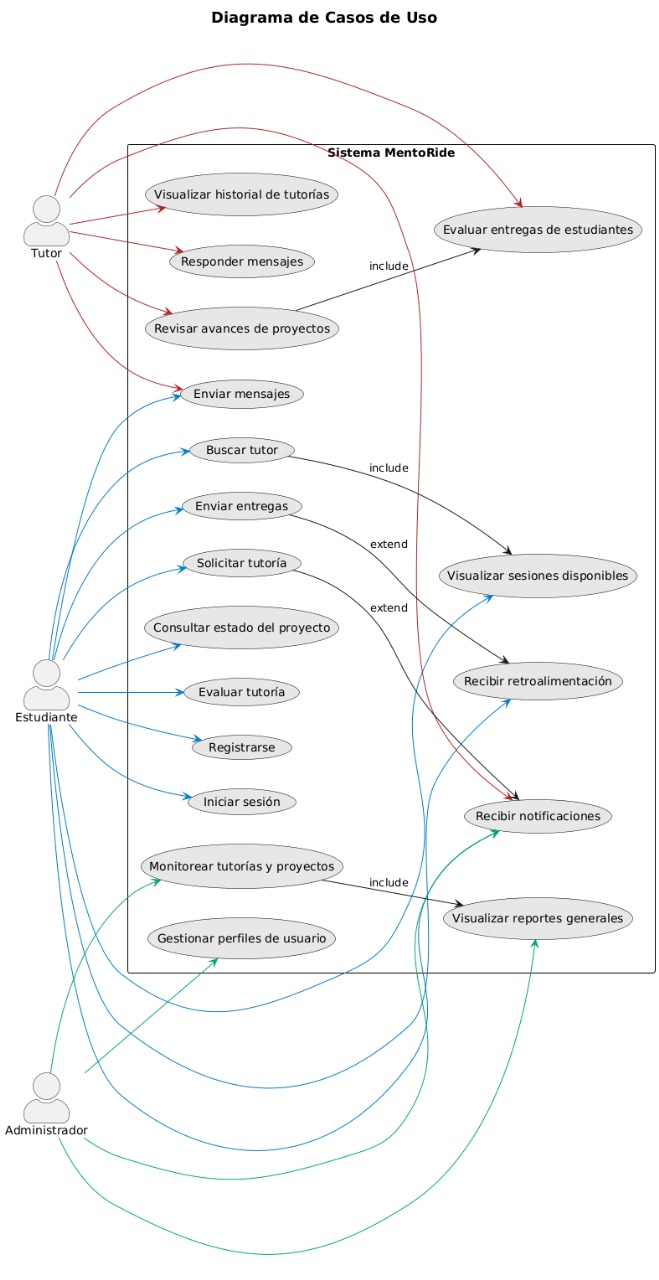 Diagrama de Casos de Uso
Sistema MentoRide
Visualizar historial de tutorías
Evaluar entregas de estudiantes
Tutor
Responder mensajes
include
Revisar avances de proyectos
Enviar mensajes
Buscar tutor
include
Enviar entregas
extend
Solicitar tutoría
Visualizar sesiones disponibles
extend
Consultar estado del proyecto
Recibir retroalimentación
Evaluar tutoría
Estudiante
Registrarse
Iniciar sesión
Recibir notificaciones
Monitorear tutorías y proyectos
include
Visualizar reportes generales
Gestionar perfiles de usuario
Administrador